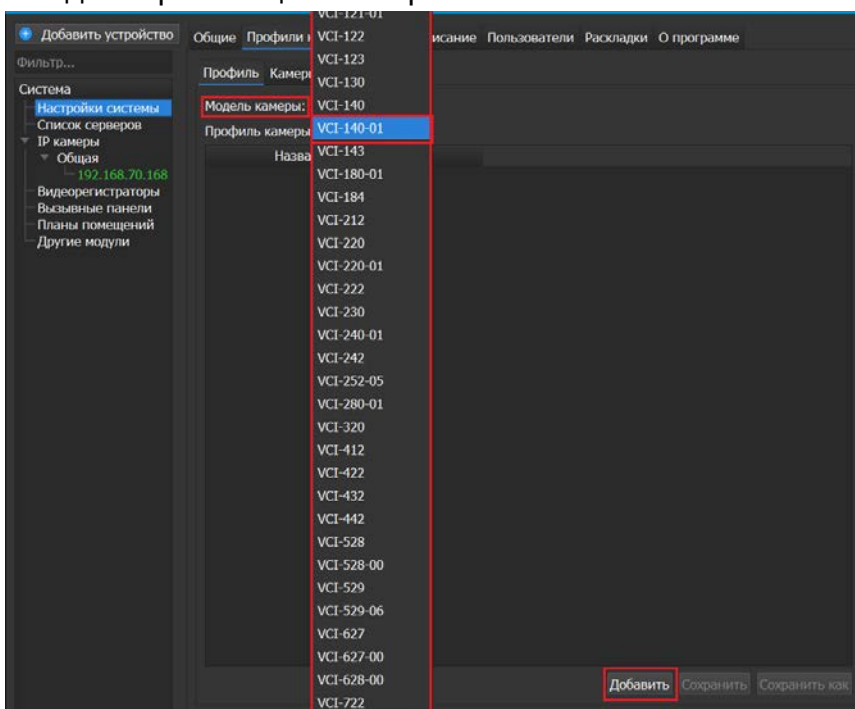 Добавить устройство
Общие Профили VCI-121-01 исание Пользователи Раскладки О программе
Фильтр...
Профиль Камеры
Система
Настройки системы
Список серверов
IP камеры
Общая
192.168.70.168
Видеорегистраторы
Вызывные панели
Планы помещений
Другие модули
Модель камеры:
Профиль камеры
Назва
VCI-122
VCI-123
VCI-130
VCI-140
VCI-140-01
VCI-143
VCI-180-01
VCI-184
VCI-212
VCI-220
VCI-220-01
VCI-222
VCI-230
VCI-240-01
VCI-242
VCI-252-05
VCI-280-01
VCI-320
VCI-412
VCI-422
VCI-432
VCI-442
VCI-528
VCI-528-00
VCI-529
VCI-529-06
VCI-627
VCI-627-00
VCI-628-00
VCI-722
Добавить Сохранить Сохранить как